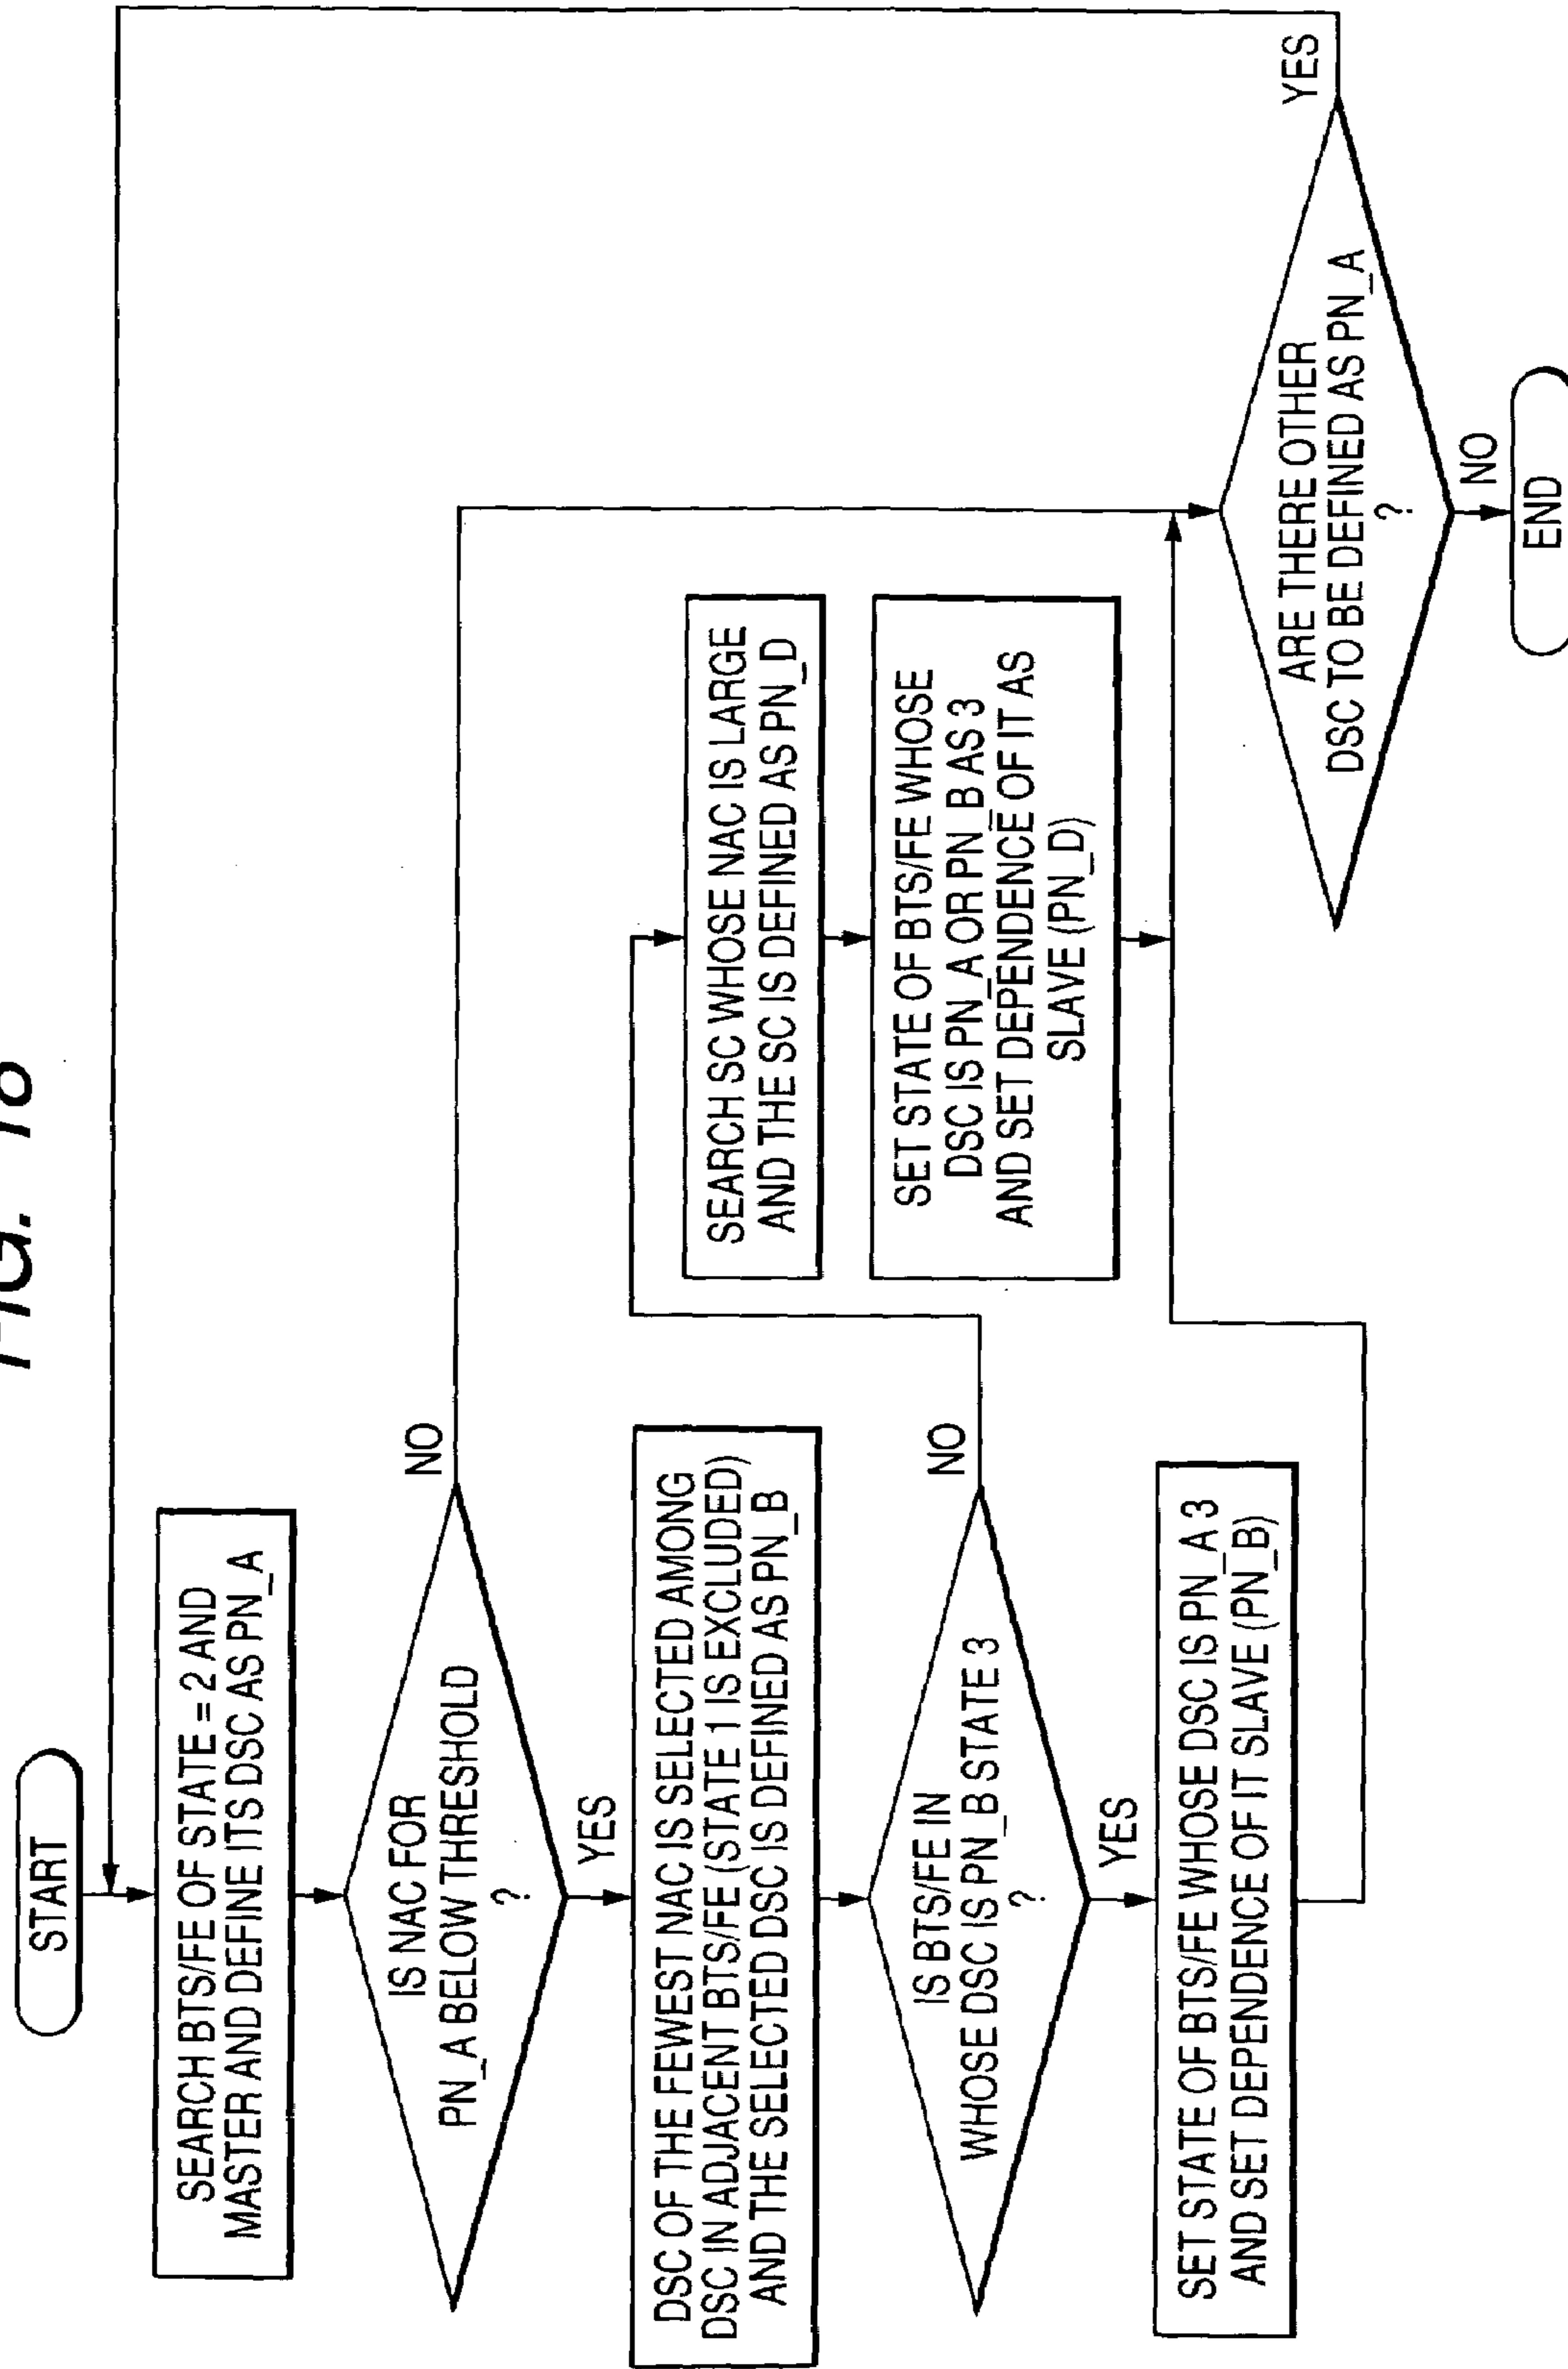 FIG. 18
START
SEARCH BTS/FE OF STATE = 2 AND
MASTER AND DEFINE ITS DSC AS PN_A
IS NAC FOR
PN_A BELOW THRESHOLD
?
NO
YES
DSC OF THE FEWEST NAC IS SELECTED AMONG
DSC IN ADJACENT BTS/FE (STATE 1 IS EXCLUDED)
AND THE SELECTED DSC IS DEFINED AS PN_B
IS BTS/FE IN
WHOSE DSC IS PN_B STATE 3
?
NO
YES
SET STATE OF BTS/FE WHOSE DSC IS PN_A 3
AND SET DEPENDENCE OF IT SLAVE (PN_B)
SEARCH SC WHOSE NAC IS LARGE
AND THE SC IS DEFINED AS PN_D
SET STATE OF BTS/FE WHOSE
DSC IS PN_A OR PN_B AS 3
AND SET DEPENDENCE OF IT AS
SLAVE (PN_D)
ARE THERE OTHER
DSC TO BE DEFINED AS PN_A
?
YES
NO
END